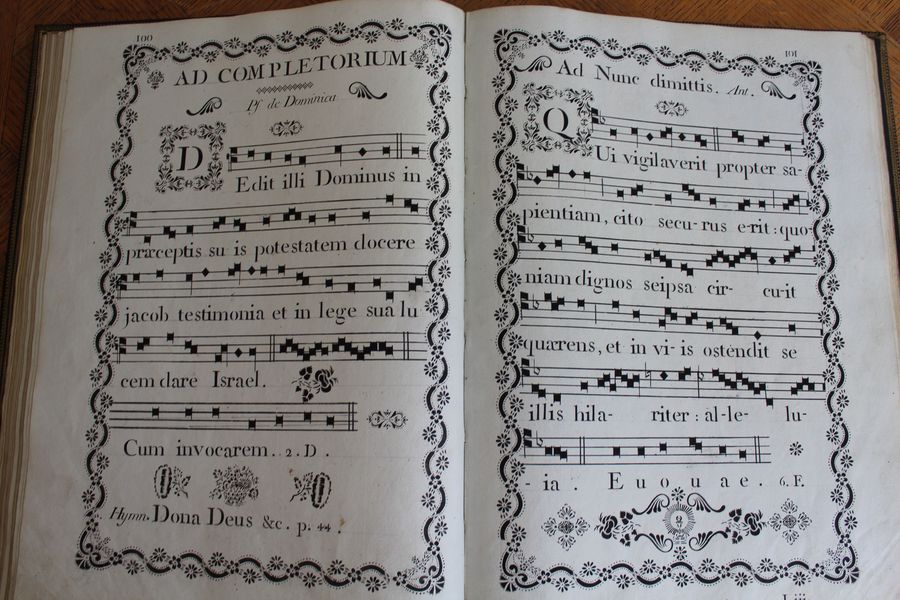 100
AD COMPLETORIUM
Ps. de Dominica
DEdit illi Dominus in
præceptis su is potestatem docere
jacob testimonia et in lege sua lu
cem dare Israel.
Cum invocarem. 2. D.
Hymn. Dona Deus &c. p. 44.
101
Ad Nunc dimittis. Ant.
QUi vigilaverit propter sa-
pientiam, cito secu-rus e-rit: quo
niam dignos seipsa cir- cu-it
quærens, et in vi-is ostendit se
illis hila- riter: al-le- lu-
-ia. Euouae. 6. F.